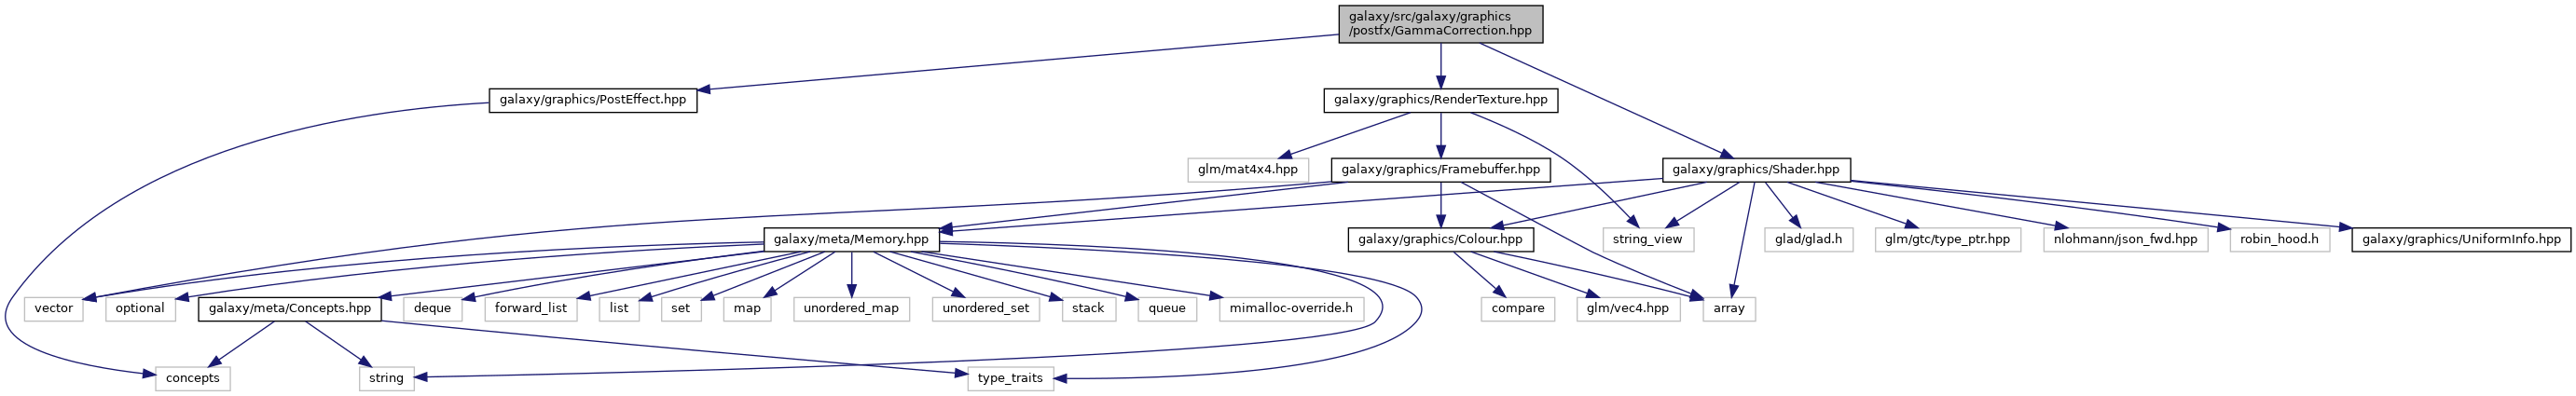 galaxy/src/galaxy/graphics
/postfx/GammaCorrection.hpp
galaxy/graphics/PostEffect.hpp
galaxy/graphics/RenderTexture.hpp
glm/mat4x4.hpp
galaxy/graphics/Framebuffer.hpp
galaxy/graphics/Shader.hpp
galaxy/meta/Memory.hpp
galaxy/graphics/Colour.hpp
string_view
glad/glad.h
glm/gtc/type_ptr.hpp
nlohmann/json_fwd.hpp
robin_hood.h
galaxy/graphics/UniformInfo.hpp
vector
optional
galaxy/meta/Concepts.hpp
deque
forward_list
list
set
map
unordered_map
unordered_set
stack
queue
mimalloc-override.h
compare
glm/vec4.hpp
array
concepts
string
type_traits